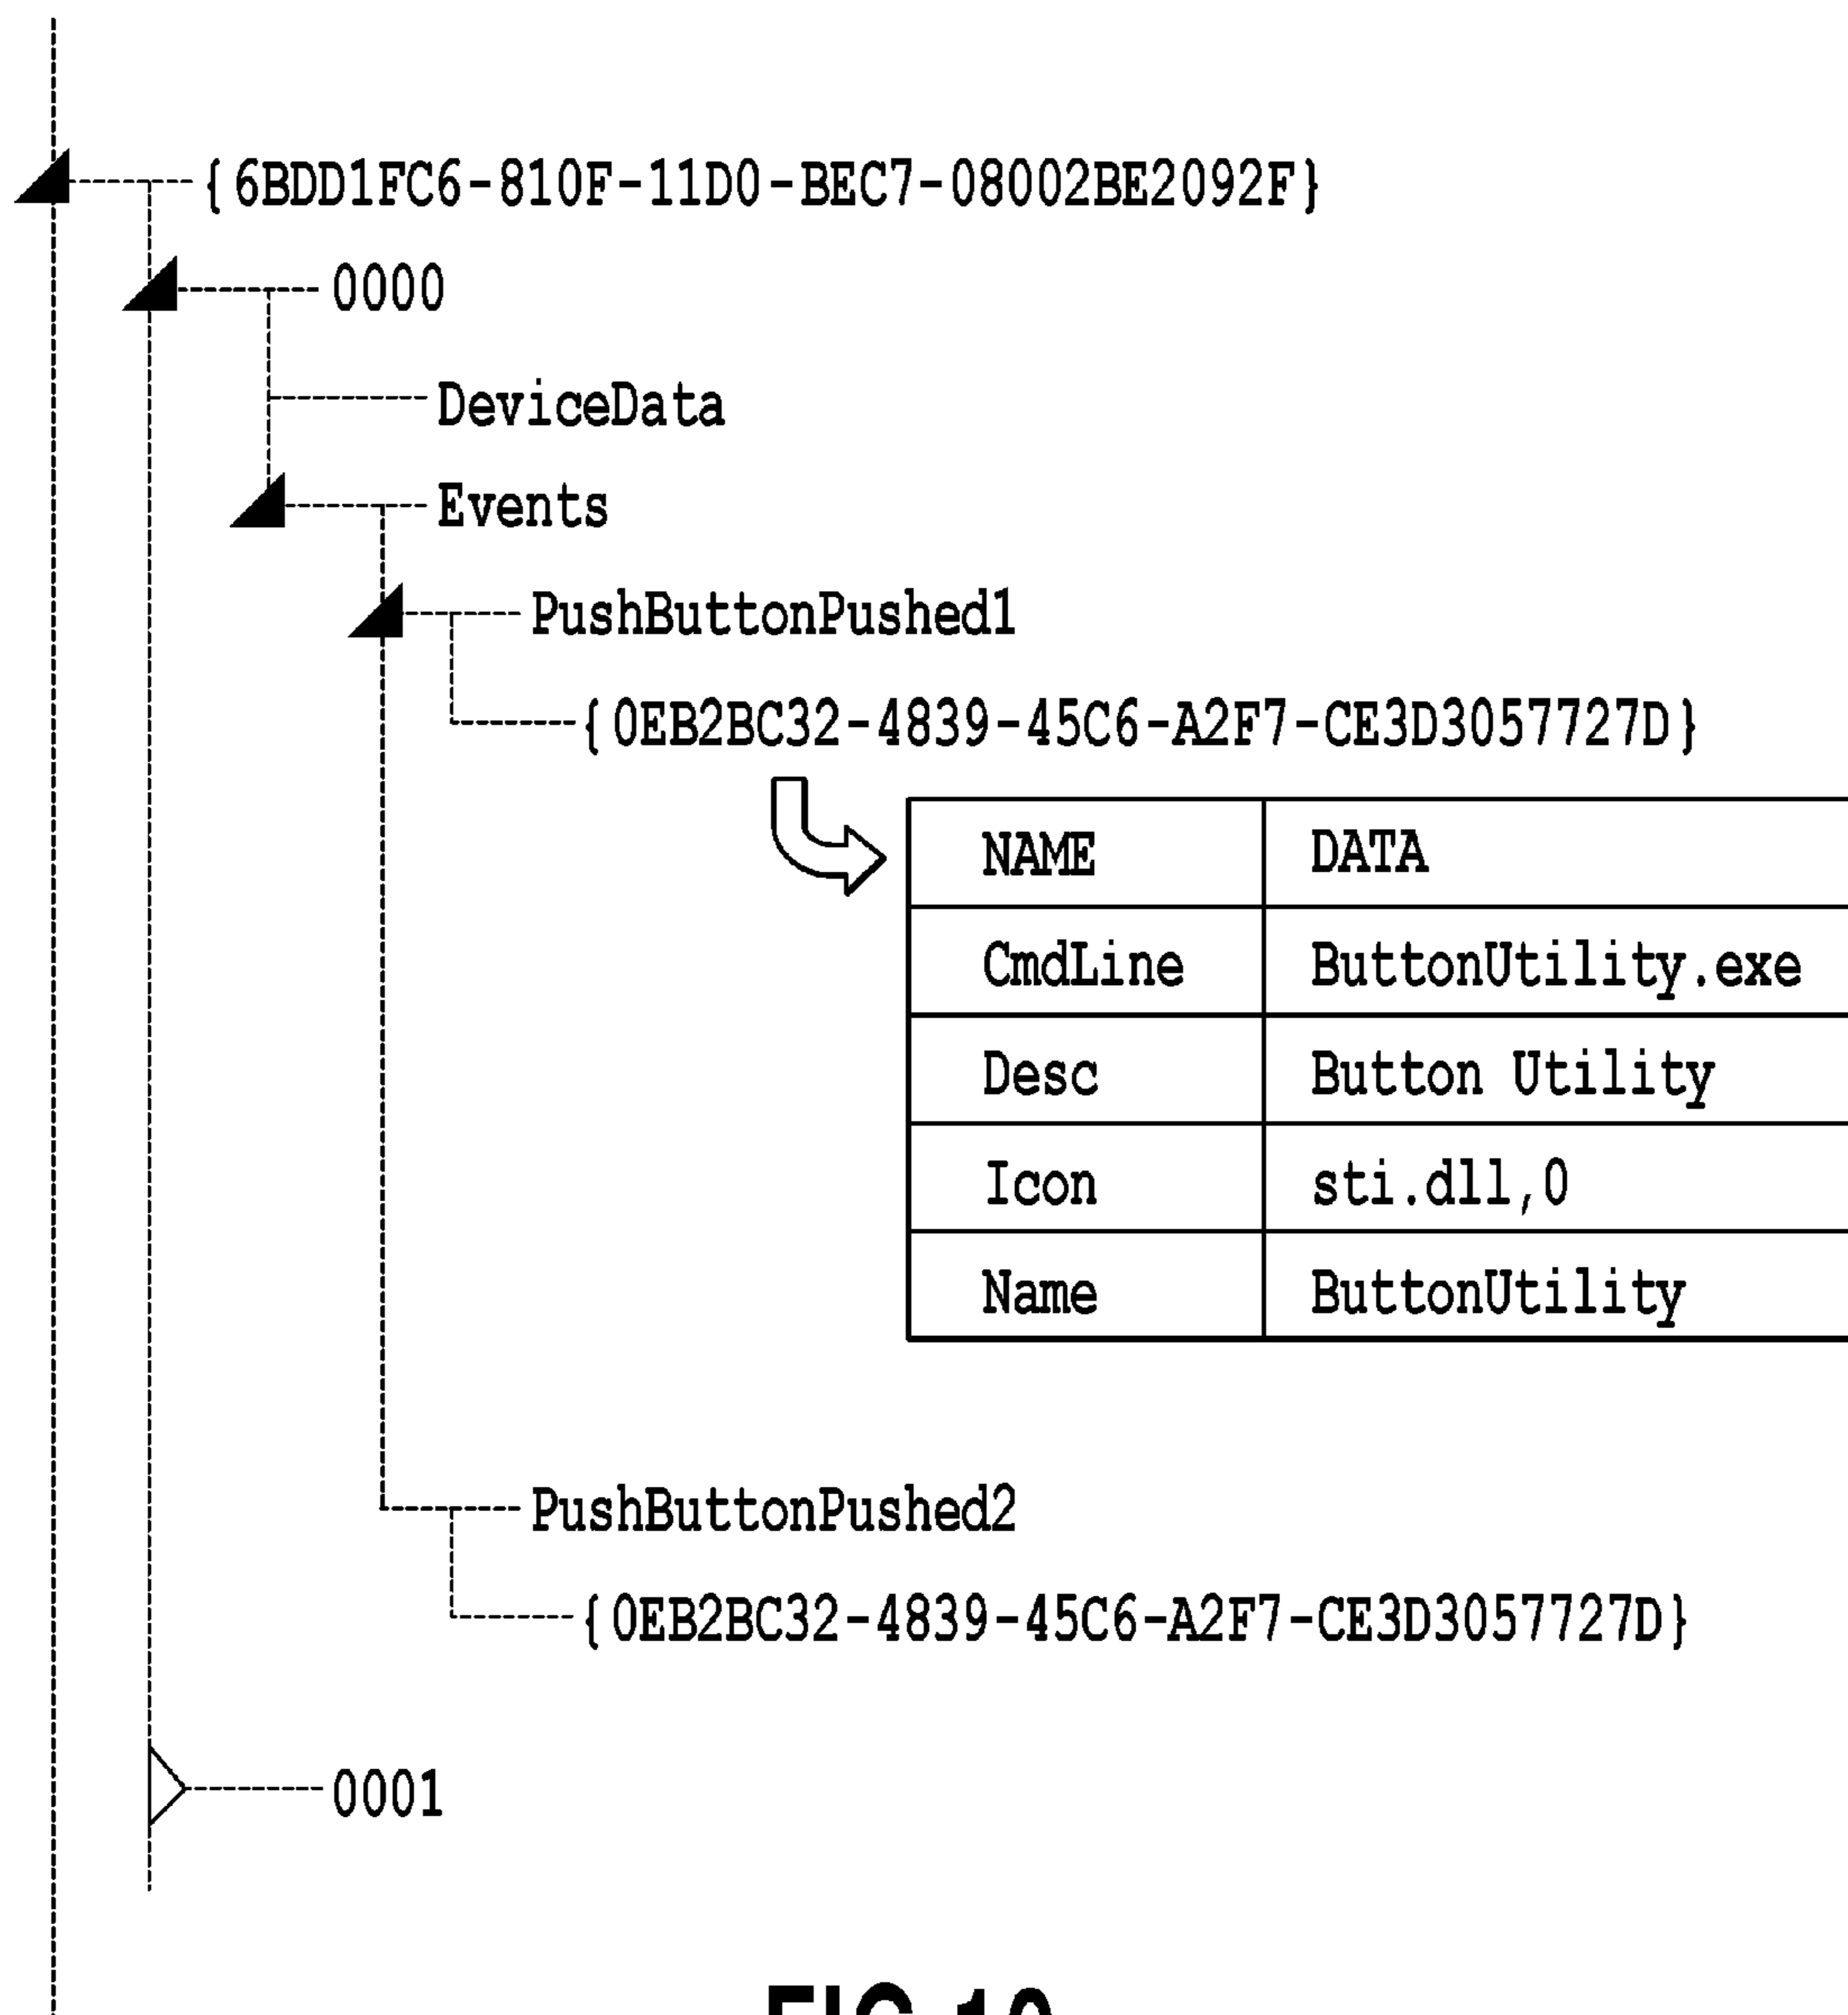 {6BDD1FC6-810F-11D0-BEC7-08002BE2092F}
0000
DeviceData
Events
PushButtonPushed1
{0EB2BC32-4839-45C6-A2F7-CE3D3057727D}
NAME DATA
CmdLine ButtonUtility.exe
Desc Button Utility
Icon sti.dll,0
Name ButtonUtility
PushButtonPushed2
{0EB2BC32-4839-45C6-A2F7-CE3D3057727D}
0001